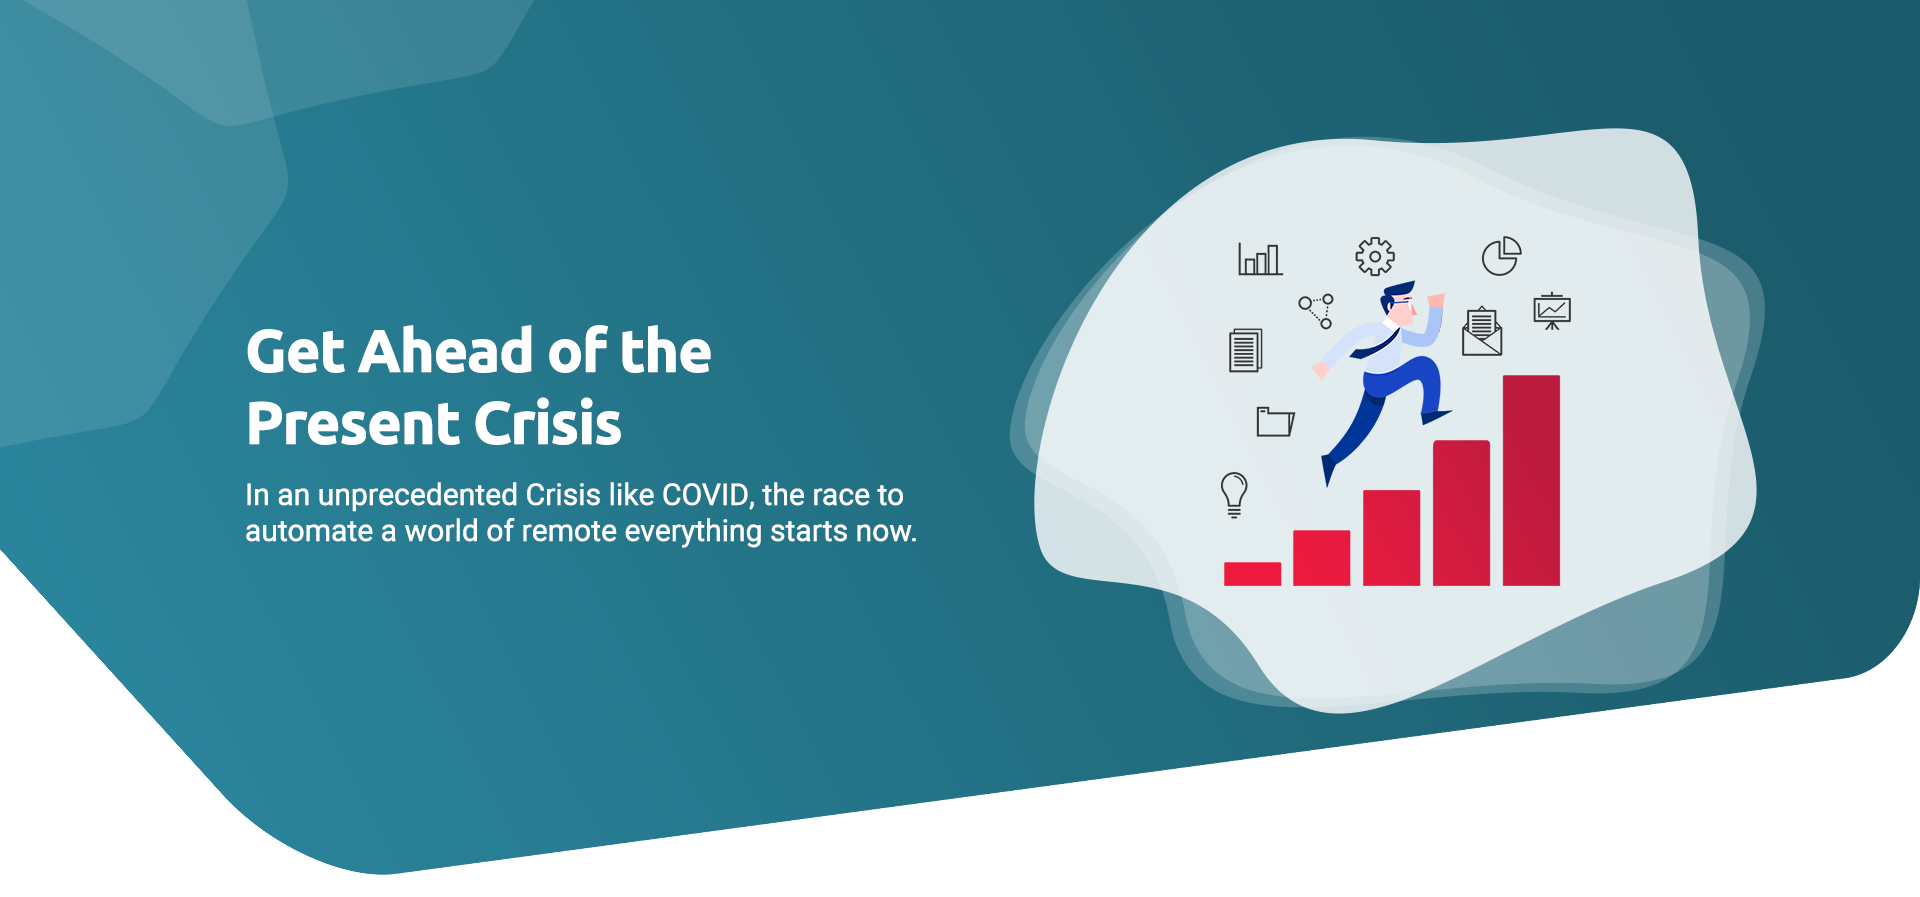 Get Ahead of the
Present Crisis
In an unprecedented Crisis like COVID, the race to
automate a world of remote everything starts now.